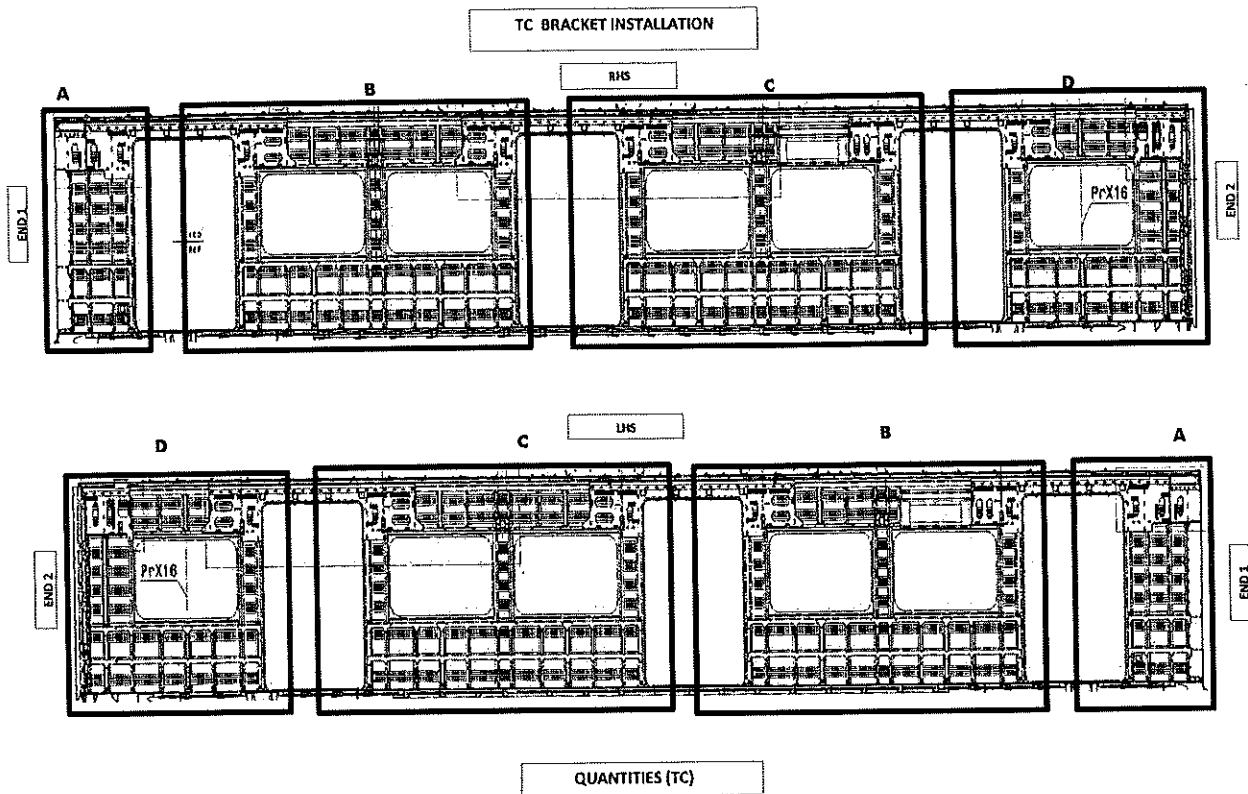 TC BRACKET INSTALLATION
RHS
A
B
C
D
END 1
END 2
PrX16
LHS
D
C
B
A
END 2
END 1
PrX16
QUANTITIES (TC)